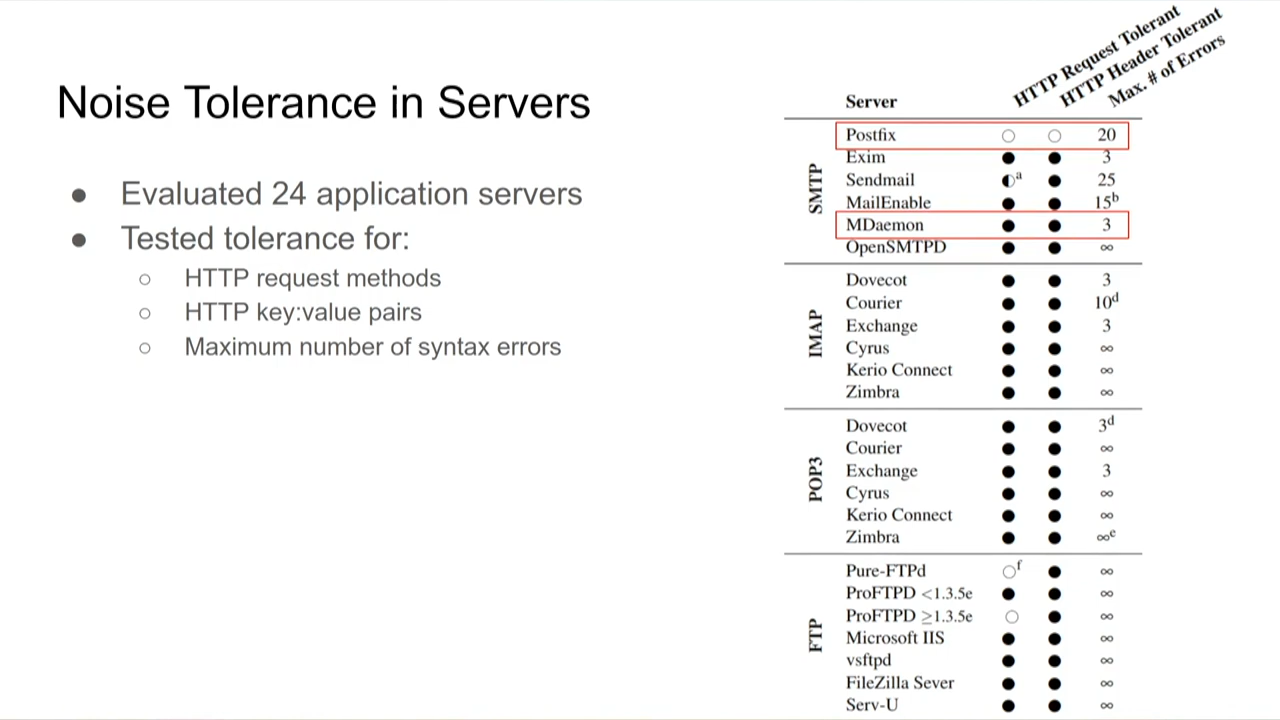 Noise Tolerance in Servers
● Evaluated 24 application servers
● Tested tolerance for:
○ HTTP request methods
○ HTTP key:value pairs
○ Maximum number of syntax errors
Server HTTP Request Tolerant HTTP Header Tolerant Max. # of Errors
SMTP
Postfix ○ ○ 20
Exim ● ● 3
Sendmail ◐a ● 25
MailEnable ● ● 15b
MDaemon ● ● 3
OpenSMTPD ● ● ∞
IMAP
Dovecot ● ● 3
Courier ● ● 10d
Exchange ● ● 3
Cyrus ● ● ∞
Kerio Connect ● ● ∞
Zimbra ● ● ∞
POP3
Dovecot ● ● 3d
Courier ● ● ∞
Exchange ● ● 3
Cyrus ● ● ∞
Kerio Connect ● ● ∞
Zimbra ● ● ∞e
FTP
Pure-FTPd ○f ● ∞
ProFTPD <1.3.5e ● ● ∞
ProFTPD ≥1.3.5e ○ ● ∞
Microsoft IIS ● ● ∞
vsftpd ● ● ∞
FileZilla Sever ● ● ∞
Serv-U ● ● ∞